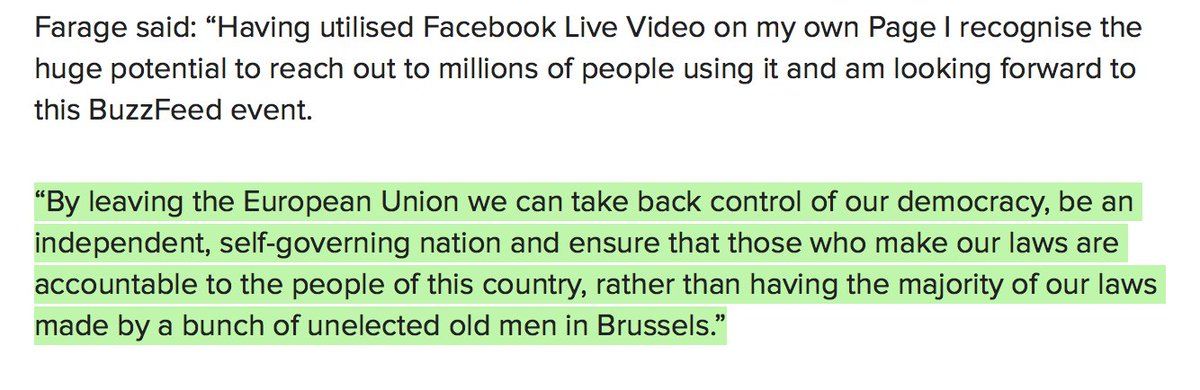 Farage said: “Having utilised Facebook Live Video on my own Page I recognise the
huge potential to reach out to millions of people using it and am looking forward to
this BuzzFeed event.
“By leaving the European Union we can take back control of our democracy, be an
independent, self-governing nation and ensure that those who make our laws are
accountable to the people of this country, rather than having the majority of our laws
made by a bunch of unelected old men in Brussels.”